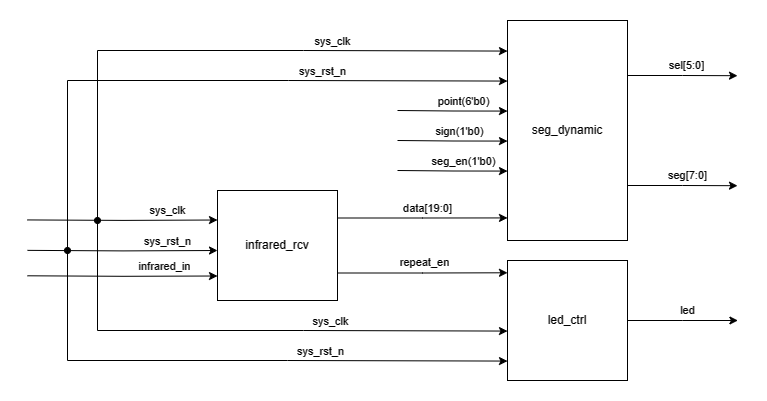 sys_clk
sel[5:0]
sys_rst_n
point(6'b0)
sign(1'b0)
seg_dynamic
seg_en(1'b0)
seg[7:0]
sys_clk
data[19:0]
sys_rst_n
infrared_rcv
infrared_in
repeat_en
sys_clk
led_ctrl
led
sys_rst_n